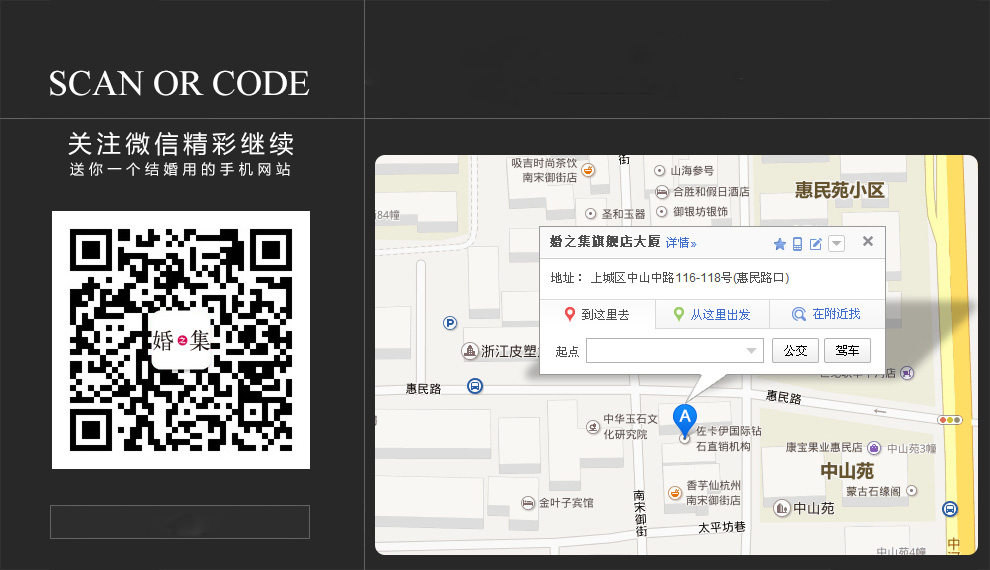 SCAN OR CODE
关注微信精彩继续
送你一个结婚用的手机网站
婚之集
吸吉时尚茶饮
南宋御街店
街
山海参号
合胜和假日酒店
圣和玉器
御银坊银饰
惠民苑小区
84幢
婚之集旗舰店大厦 详情»
地址： 上城区中山中路116-118号(惠民路口)
到这里去
从这里出发
在附近找
起点
公交
驾车
P
浙江皮塑
惠民路
惠民路
A
中华玉石文
化研究院
佐卡伊国际钻
石直销机构
康宝果业惠民店
中山苑3幢
中山苑
蒙古石缘阁
香芋仙杭州
南宋御街店
金叶子宾馆
南宋御街
中山苑
太平坊巷
中山苑4幢
中